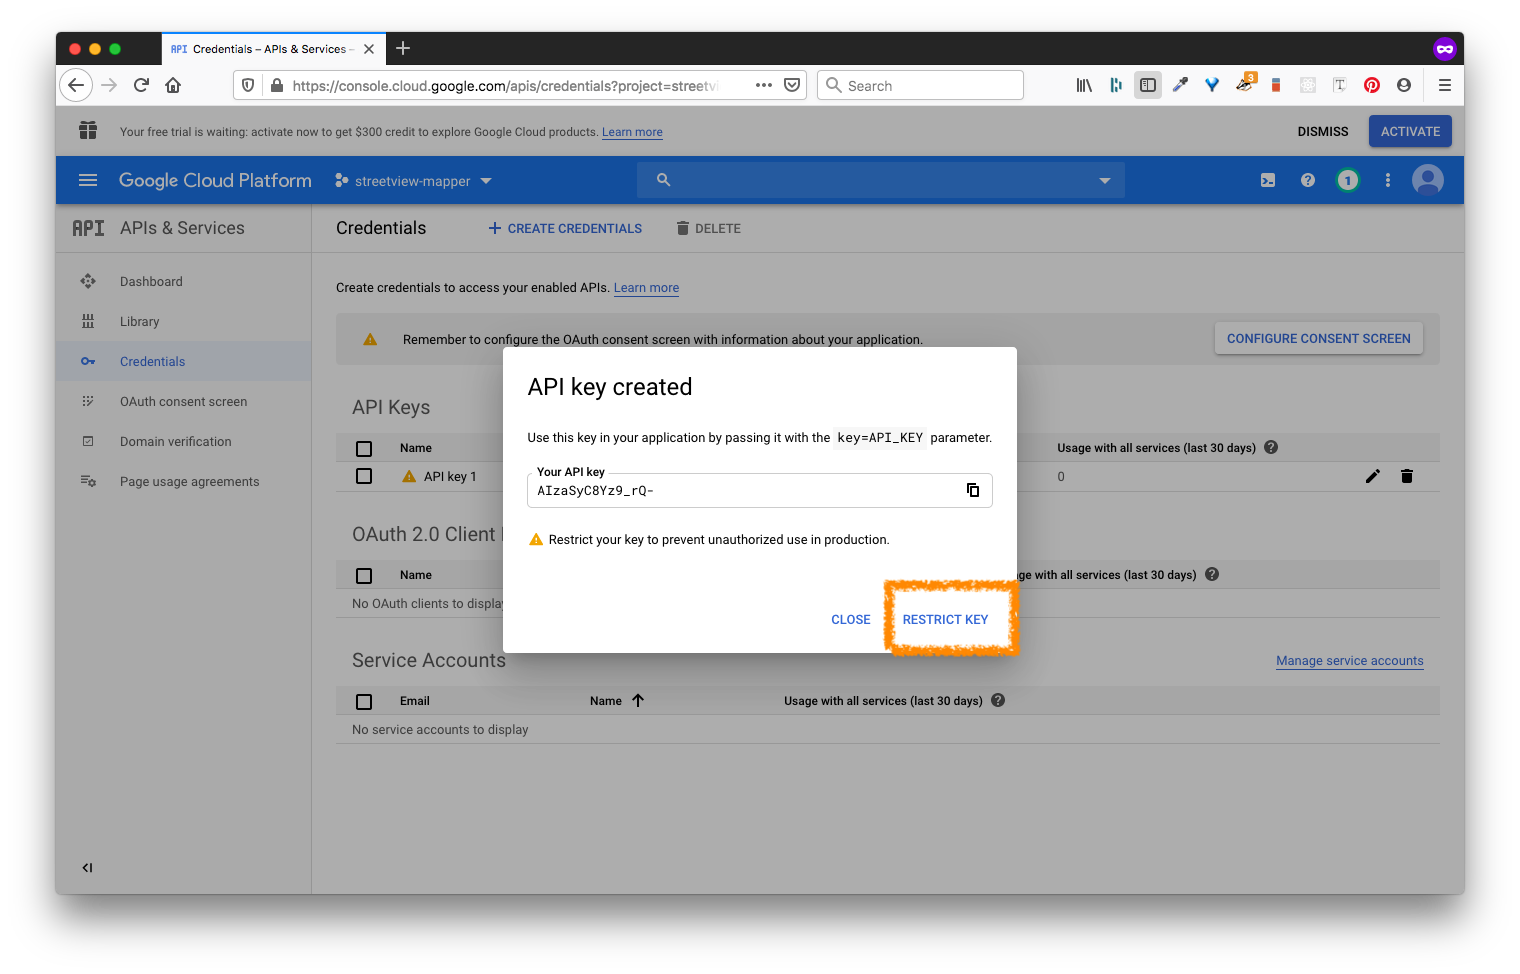 API Credentials – APIs & Services –
https://console.cloud.google.com/apis/credentials?project=streetvi
Search
3
Your free trial is waiting: activate now to get $300 credit to explore Google Cloud products. Learn more
DISMISS
ACTIVATE
Google Cloud Platform
streetview-mapper
1
API APIs & Services
Credentials
CREATE CREDENTIALS
DELETE
Dashboard
Library
Credentials
OAuth consent screen
Domain verification
Page usage agreements
Create credentials to access your enabled APIs. Learn more
Remember to configure the OAuth consent screen with information about your application.
CONFIGURE CONSENT SCREEN
API Keys
Name
Usage with all services (last 30 days)
API key 1
0
OAuth 2.0 Client
Name
ge with all services (last 30 days)
No OAuth clients to display
API key created
Use this key in your application by passing it with the key=API_KEY parameter.
Your API key
AIzaSyC8Yz9_rQ-
Restrict your key to prevent unauthorized use in production.
CLOSE
RESTRICT KEY
Service Accounts
Manage service accounts
Email
Name
Usage with all services (last 30 days)
No service accounts to display